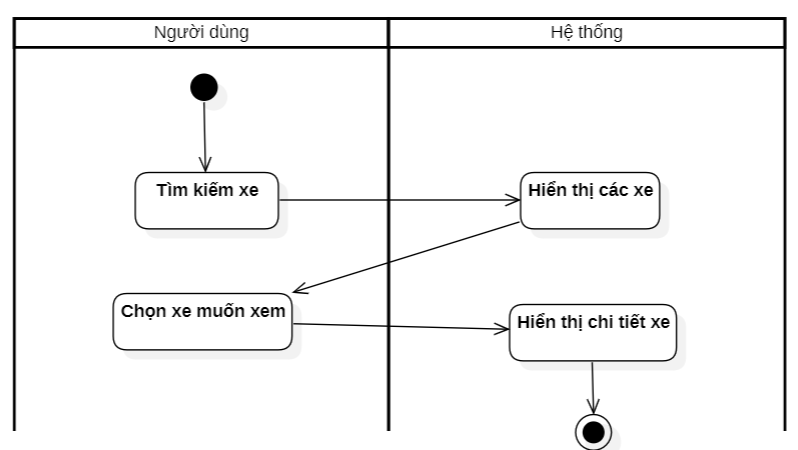 Người dùng
Hệ thống
Tìm kiếm xe
Hiển thị các xe
Chọn xe muốn xem
Hiển thị chi tiết xe